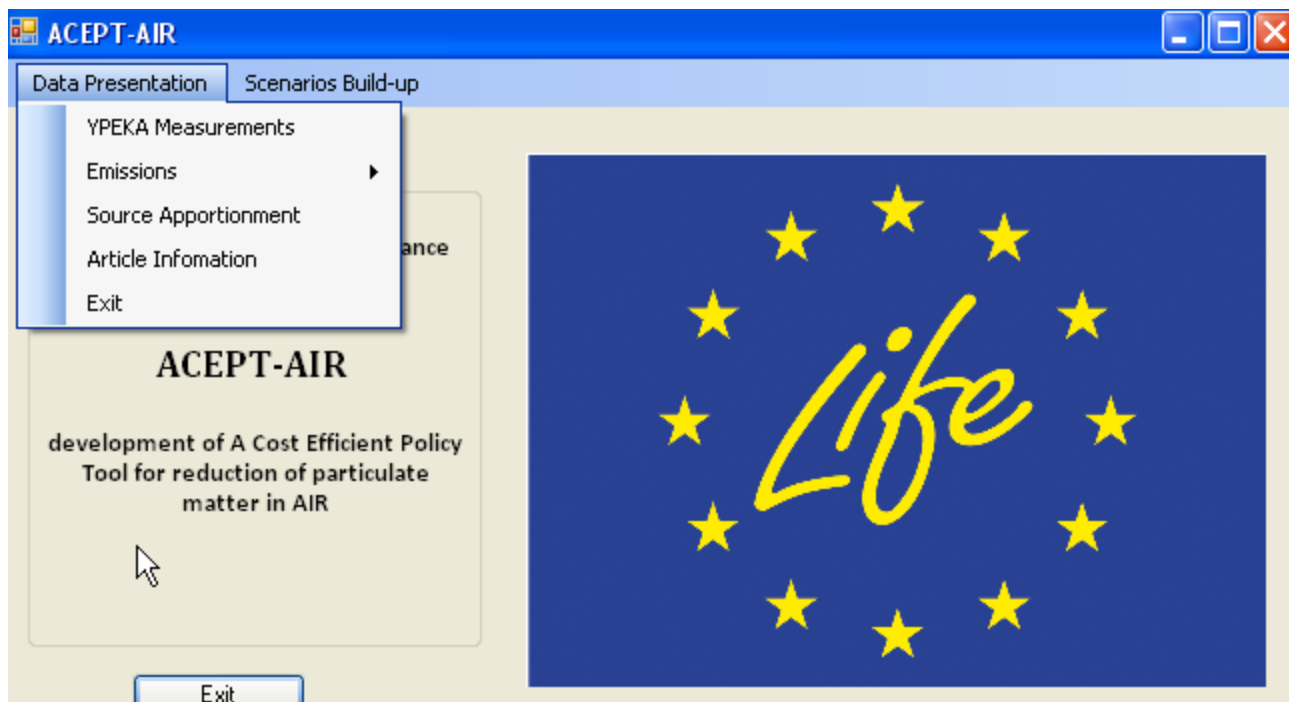 ACEPT-AIR
Data Presentation Scenarios Build-up
YPEKA Measurements
Emissions
Source Apportionment
Article Infomation
Exit
ACEPT-AIR
development of A Cost Efficient Policy
Tool for reduction of particulate
matter in AIR
Exit
Life